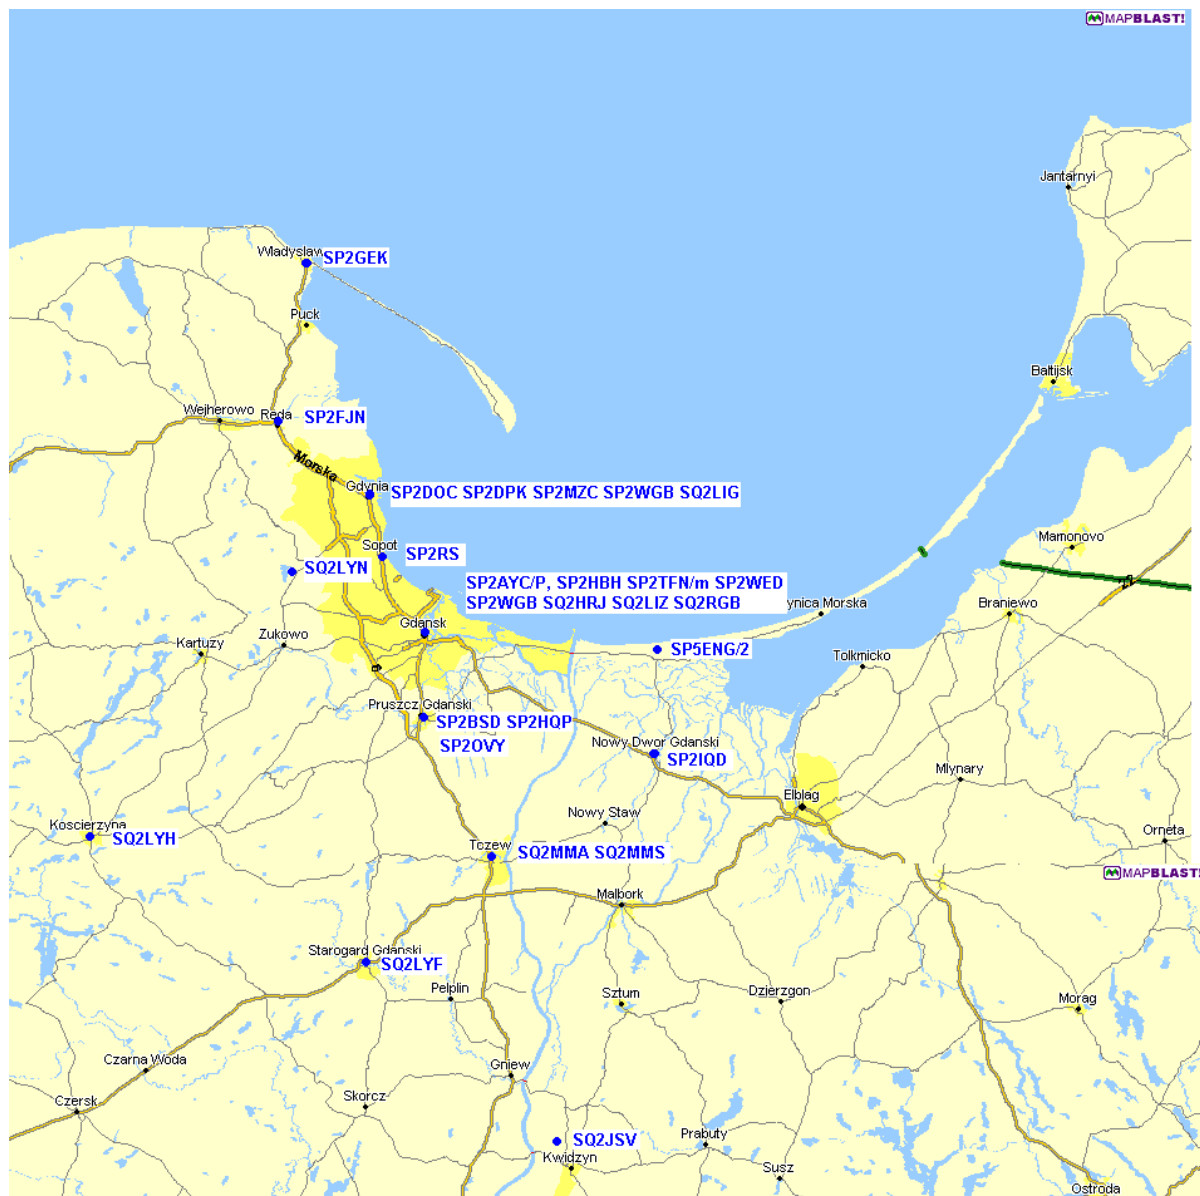 MAPBLAST!
Jantarnyi
Wladyslaw
SP2GEK
Puck
Baltijsk
Wejherowo
Reda
SP2FJN
Morska
Gdynia
SP2DOC SP2DPK SP2MZC SP2WGB SQ2LIG
Mamonovo
Sopot
SP2RS
SQ2LYN
SP2AYC/P, SP2HBH SP2TFN/m SP2WED
SP2WGB SQ2HRJ SQ2LIZ SQ2RGB
ynica Morska
Braniewo
Gdansk
Zukowo
Kartuzy
SP5ENG/2
Tolkmicko
Pruszcz Gdanski
SP2BSD SP2HQP
SP2OVY
Nowy Dwor Gdanski
SP2IQD
Mlynary
Elblag
Nowy Staw
Koscierzyna
SQ2LYH
Orneta
Tczew
SQ2MMA SQ2MMS
MAPBLAST!
Malbork
Starogard Gdanski
SQ2LYF
Pelplin
Sztum
Dzierzgon
Morag
Czarna Woda
Gniew
Czersk
Skorcz
SQ2JSV
Prabuty
Kwidzyn
Susz
Ostroda